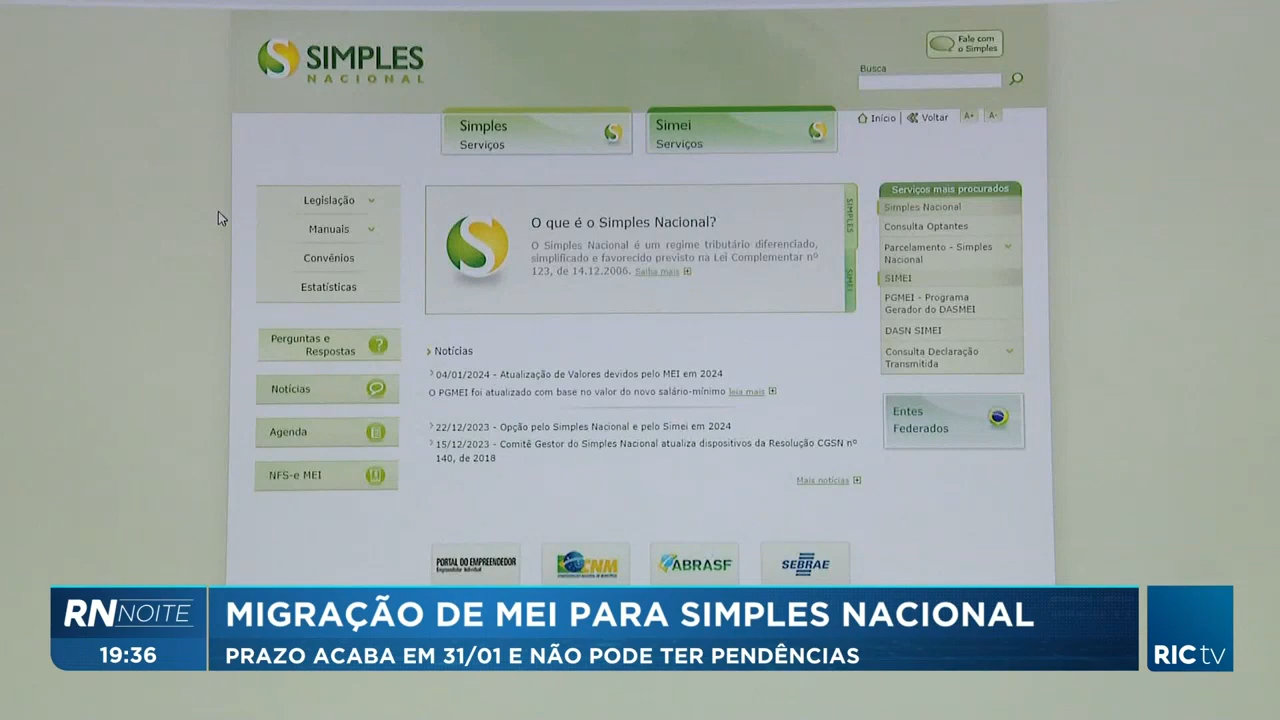 SIMPLES
NACIONAL
Fale com
o Simples
Busca
Simples
Serviços
Simei
Serviços
Início | Voltar A+ A-
Legislação
Manuais
Convênios
Estatísticas
Perguntas e
Respostas
Notícias
Agenda
NFS-e MEI
O que é o Simples Nacional?
O Simples Nacional é um regime tributário diferenciado,
simplificado e favorecido previsto na Lei Complementar nº
123, de 14.12.2006. Saiba mais
SIMPLES
SIMEI
Notícias
04/01/2024 - Atualização de Valores devidos pelo MEI em 2024
O PGMEI foi atualizado com base no valor do novo salário-mínimo leia mais
22/12/2023 - Opção pelo Simples Nacional e pelo Simei em 2024
15/12/2023 - Comitê Gestor do Simples Nacional atualiza dispositivos da Resolução CGSN nº
140, de 2018
Mais notícias
Serviços mais procurados
Simples Nacional
Consulta Optantes
Parcelamento - Simples
Nacional
SIMEI
PGMEI - Programa
Gerador do DASMEI
DASN SIMEI
Consulta Declaração
Transmitida
Entes
Federados
PORTAL DO EMPREENDEDOR
Empreendedor Individual
CNM
ABRASF
SEBRAE
RN NOITE
19:36
MIGRAÇÃO DE MEI PARA SIMPLES NACIONAL
PRAZO ACABA EM 31/01 E NÃO PODE TER PENDÊNCIAS
RICtv